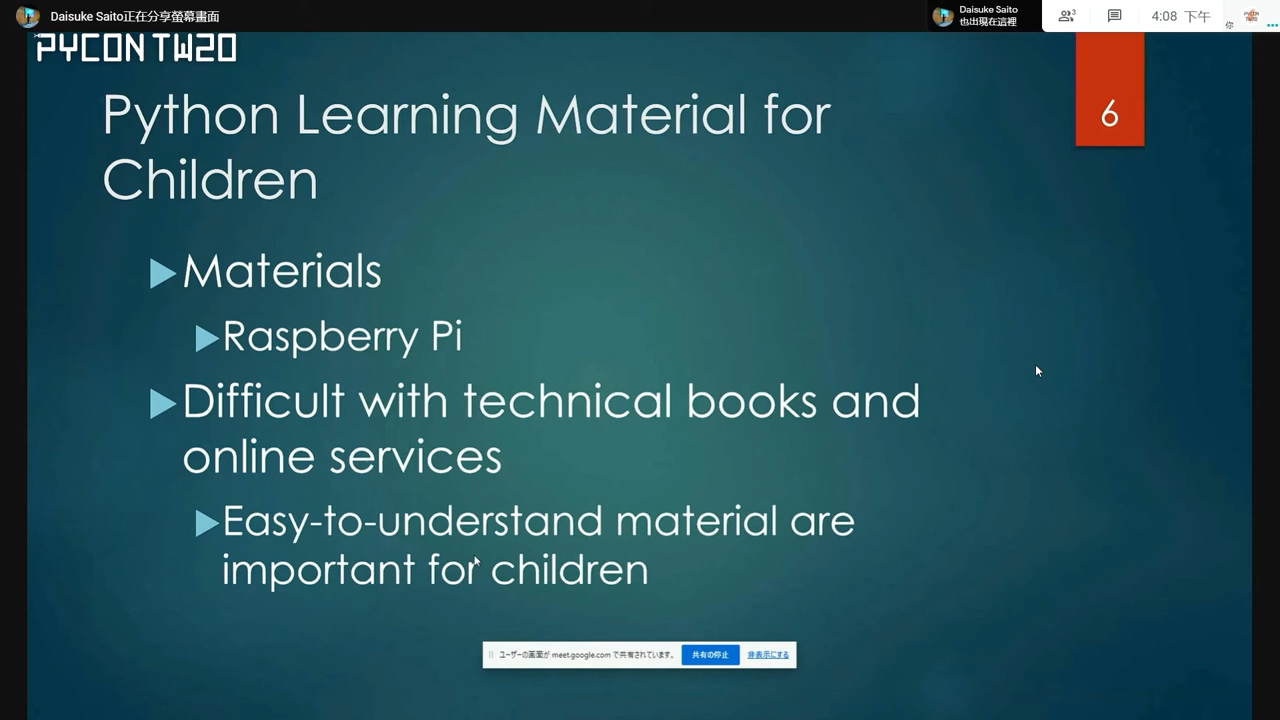 Daisuke Saito正在分享螢幕畫面
Daisuke Saito
也出現在這裡
3
4:08 下午
你
PYCON TW20
Python Learning Material for
Children
6
Materials
Raspberry Pi
Difficult with technical books and
online services
Easy-to-understand material are
important for children
ユーザーの画面が meet.google.com で共有されています。
共有の停止
非表示にする